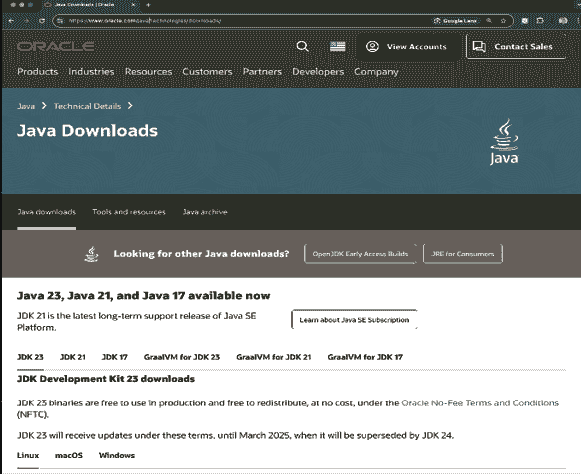 Java Downloads | Oracle
https://www.oracle.com/java/technologies/downloads/
Google Lens
ORACLE
View Accounts
Contact Sales
Products Industries Resources Customers Partners Developers Company
Java > Technical Details >
Java Downloads
Java
Java downloads Tools and resources Java archive
Looking for other Java downloads? OpenJDK Early Access Builds JRE for Consumers
Java 23, Java 21, and Java 17 available now
JDK 21 is the latest long-term support release of Java SE
Platform.
Learn about Java SE Subscription
JDK 23 JDK 21 JDK 17 GraalVM for JDK 23 GraalVM for JDK 21 GraalVM for JDK 17
JDK Development Kit 23 downloads
JDK 23 binaries are free to use in production and free to redistribute, at no cost, under the Oracle No-Fee Terms and Conditions
(NFTC).
JDK 23 will receive updates under these terms, until March 2025, when it will be superseded by JDK 24.
Linux macOS Windows